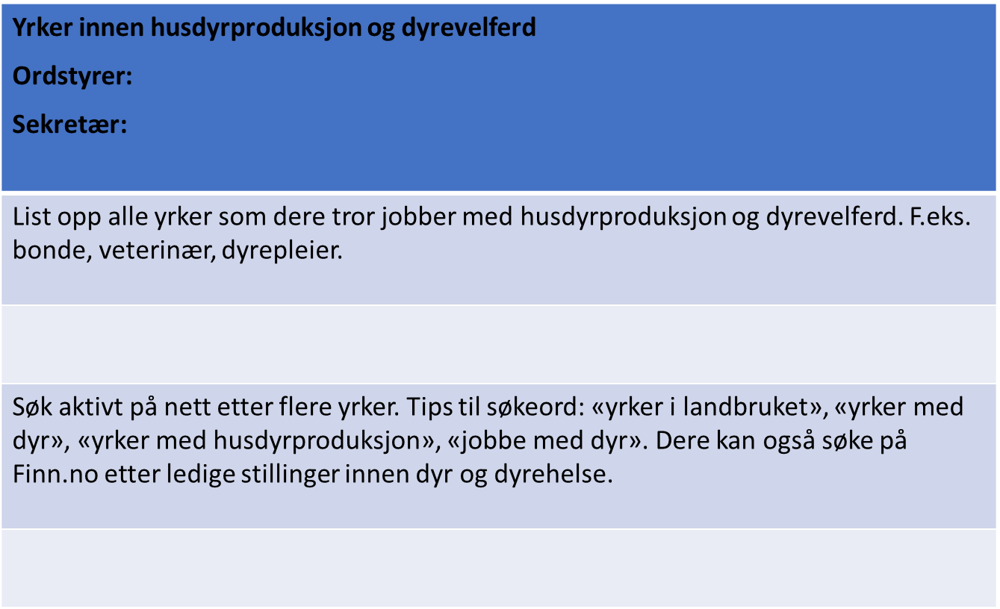 Yrker innen husdyrproduksjon og dyrevelferd
Ordstyrer:
Sekretær:
List opp alle yrker som dere tror jobber med husdyrproduksjon og dyrevelferd. F.eks.
bonde, veterinær, dyrepleier.
Søk aktivt på nett etter flere yrker. Tips til søkeord: «yrker i landbruket», «yrker med
dyr», «yrker med husdyrproduksjon», «jobbe med dyr». Dere kan også søke på
Finn.no etter ledige stillinger innen dyr og dyrehelse.